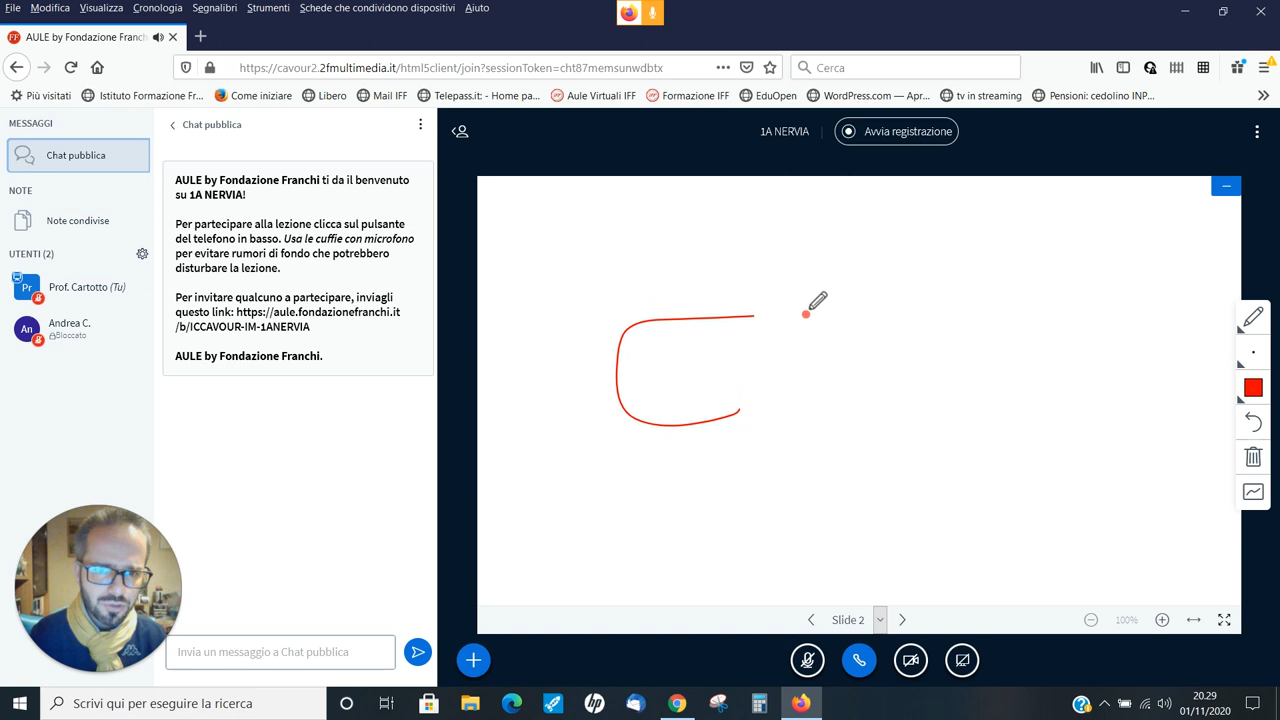 File Modifica Visualizza Cronologia Segnalibri Strumenti Schede che condividono dispositivi Aiuto
AULE by Fondazione Franch
https://cavour2.2fmultimedia.it/html5client/join?sessionToken=cht87memsunwdbtx
Cerca
Più visitati Istituto Formazione Fr... Come iniziare Libero Mail IFF Telepass.it: - Home pa... Aule Virtuali IFF Formazione IFF EduOpen WordPress.com — Apr... tv in streaming Pensioni: cedolino INP...
MESSAGGI
Chat pubblica
NOTE
Note condivise
UTENTI (2)
Pr Prof. Cartotto (Tu)
An Andrea C.
Bloccato
Chat pubblica
AULE by Fondazione Franchi ti da il benvenuto
su 1A NERVIA!
Per partecipare alla lezione clicca sul pulsante
del telefono in basso. Usa le cuffie con microfono
per evitare rumori di fondo che potrebbero
disturbare la lezione.
Per invitare qualcuno a partecipare, inviagli
questo link: https://aule.fondazionefranchi.it
/b/ICCAVOUR-IM-1ANERVIA
AULE by Fondazione Franchi.
Invia un messaggio a Chat pubblica
1A NERVIA
Avvia registrazione
Slide 2
100%
Scrivi qui per eseguire la ricerca
20.29
01/11/2020